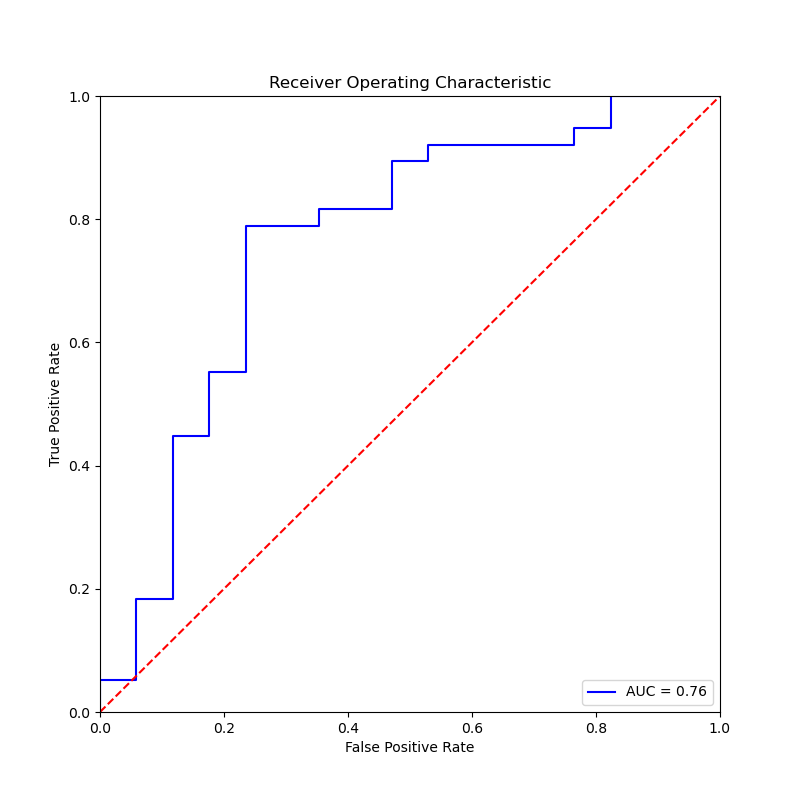 Receiver Operating Characteristic
1.0
0.8
0.6
0.4
0.2
0.0
True Positive Rate
AUC = 0.76
0.0 0.2 0.4 0.6 0.8 1.0
False Positive Rate